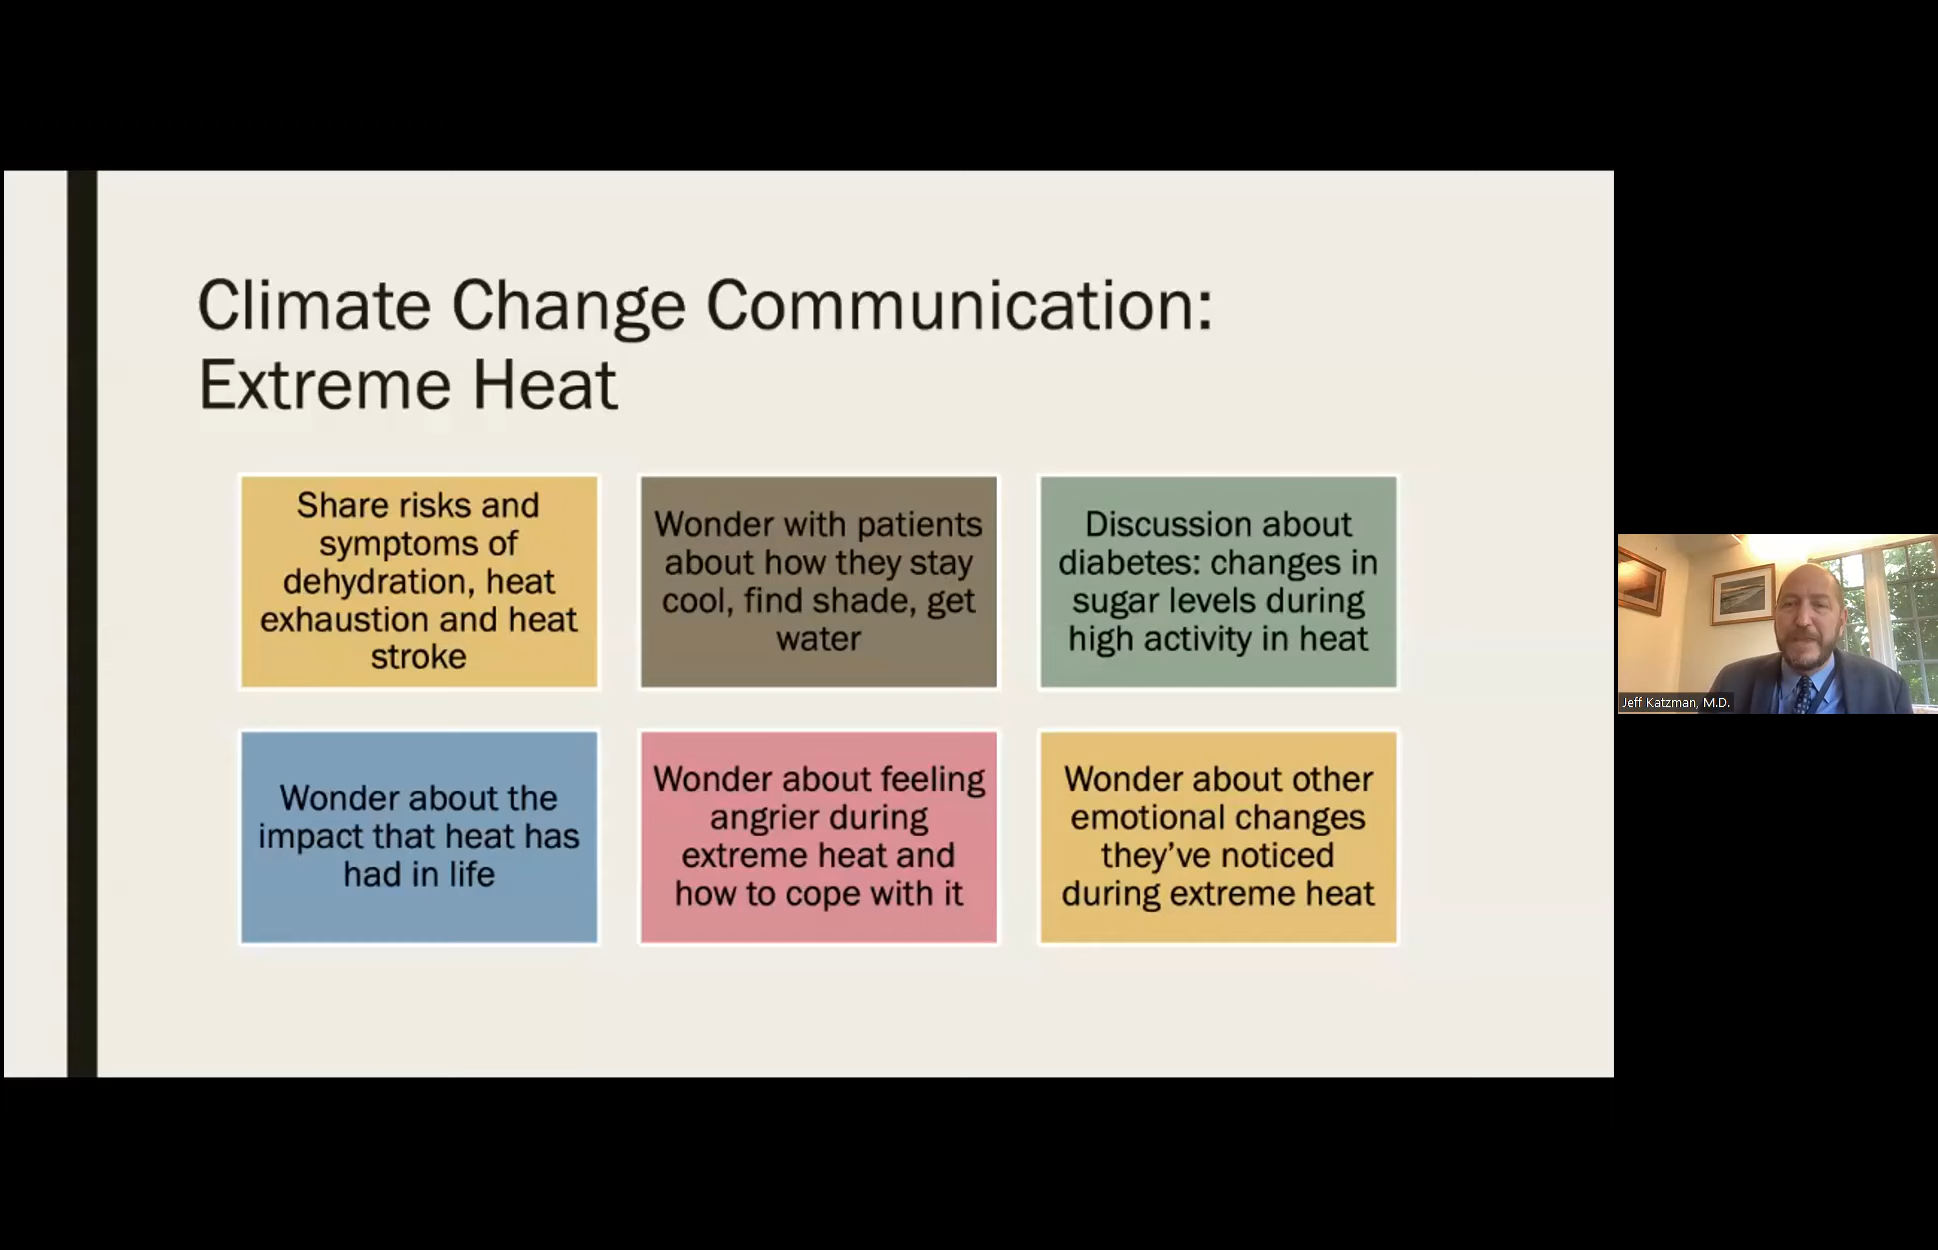 Climate Change Communication:
Extreme Heat
Share risks and
symptoms of
dehydration, heat
exhaustion and heat
stroke
Wonder with patients
about how they stay
cool, find shade, get
water
Discussion about
diabetes: changes in
sugar levels during
high activity in heat
Wonder about the
impact that heat has
had in life
Wonder about feeling
angrier during
extreme heat and
how to cope with it
Wonder about other
emotional changes
they’ve noticed
during extreme heat
Jeff Katzman, M.D.